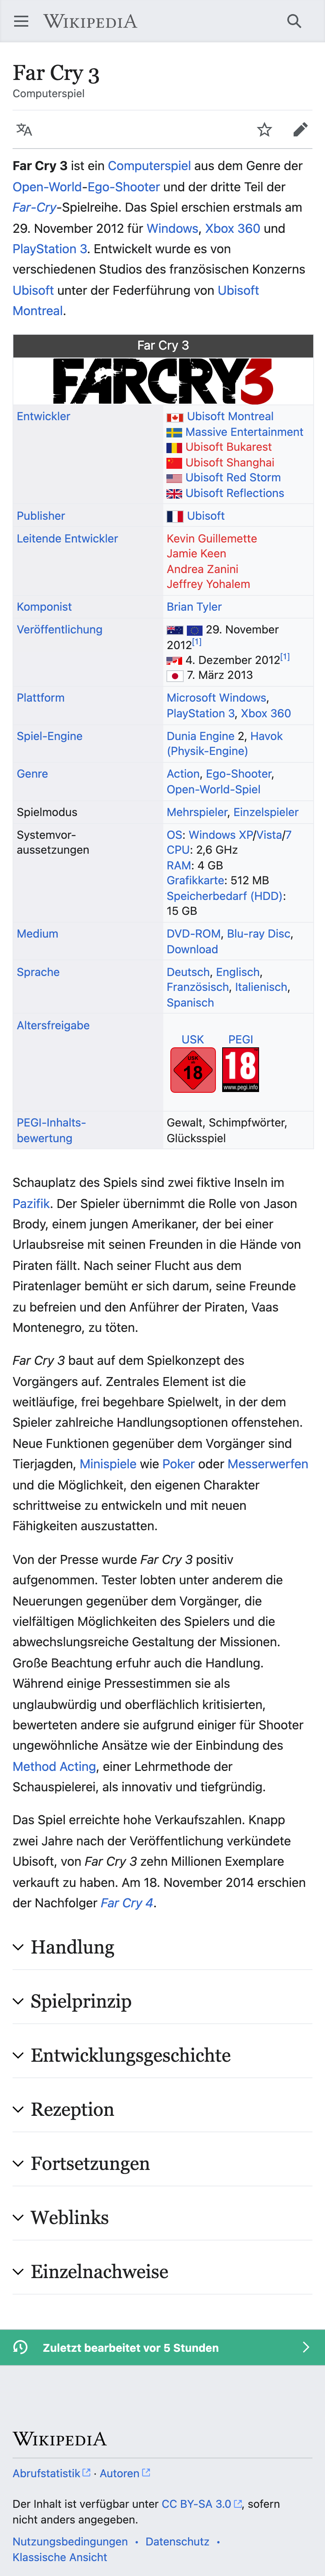 WIKIPEDIA
Far Cry 3
Computerspiel
Far Cry 3 ist ein Computerspiel aus dem Genre der
Open-World-Ego-Shooter und der dritte Teil der
Far-Cry-Spielreihe. Das Spiel erschien erstmals am
29. November 2012 für Windows, Xbox 360 und
PlayStation 3. Entwickelt wurde es von
verschiedenen Studios des französischen Konzerns
Ubisoft unter der Federführung von Ubisoft
Montreal.
Far Cry 3
FARCRY3
Entwickler
Ubisoft Montreal
Massive Entertainment
Ubisoft Bukarest
Ubisoft Shanghai
Ubisoft Red Storm
Ubisoft Reflections
Publisher
Ubisoft
Leitende Entwickler
Kevin Guillemette
Jamie Keen
Andrea Zanini
Jeffrey Yohalem
Komponist
Brian Tyler
Veröffentlichung
29. November
2012[1]
4. Dezember 2012[1]
7. März 2013
Plattform
Microsoft Windows,
PlayStation 3, Xbox 360
Spiel-Engine
Dunia Engine 2, Havok
(Physik-Engine)
Genre
Action, Ego-Shooter,
Open-World-Spiel
Spielmodus
Mehrspieler, Einzelspieler
Systemvor-
aussetzungen
OS: Windows XP/Vista/7
CPU: 2,6 GHz
RAM: 4 GB
Grafikkarte: 512 MB
Speicherbedarf (HDD):
15 GB
Medium
DVD-ROM, Blu-ray Disc,
Download
Sprache
Deutsch, Englisch,
Französisch, Italienisch,
Spanisch
Altersfreigabe
USK
PEGI
USK
ab
18
18
www.pegi.info
PEGI-Inhalts-
bewertung
Gewalt, Schimpfwörter,
Glücksspiel
Schauplatz des Spiels sind zwei fiktive Inseln im
Pazifik. Der Spieler übernimmt die Rolle von Jason
Brody, einem jungen Amerikaner, der bei einer
Urlaubsreise mit seinen Freunden in die Hände von
Piraten fällt. Nach seiner Flucht aus dem
Piratenlager bemüht er sich darum, seine Freunde
zu befreien und den Anführer der Piraten, Vaas
Montenegro, zu töten.
Far Cry 3 baut auf dem Spielkonzept des
Vorgängers auf. Zentrales Element ist die
weitläufige, frei begehbare Spielwelt, in der dem
Spieler zahlreiche Handlungsoptionen offenstehen.
Neue Funktionen gegenüber dem Vorgänger sind
Tierjagden, Minispiele wie Poker oder Messerwerfen
und die Möglichkeit, den eigenen Charakter
schrittweise zu entwickeln und mit neuen
Fähigkeiten auszustatten.
Von der Presse wurde Far Cry 3 positiv
aufgenommen. Tester lobten unter anderem die
Neuerungen gegenüber dem Vorgänger, die
vielfältigen Möglichkeiten des Spielers und die
abwechslungsreiche Gestaltung der Missionen.
Große Beachtung erfuhr auch die Handlung.
Während einige Pressestimmen sie als
unglaubwürdig und oberflächlich kritisierten,
bewerteten andere sie aufgrund einiger für Shooter
ungewöhnliche Ansätze wie der Einbindung des
Method Acting, einer Lehrmethode der
Schauspielerei, als innovativ und tiefgründig.
Das Spiel erreichte hohe Verkaufszahlen. Knapp
zwei Jahre nach der Veröffentlichung verkündete
Ubisoft, von Far Cry 3 zehn Millionen Exemplare
verkauft zu haben. Am 18. November 2014 erschien
der Nachfolger Far Cry 4.
Handlung
Spielprinzip
Entwicklungsgeschichte
Rezeption
Fortsetzungen
Weblinks
Einzelnachweise
Zuletzt bearbeitet vor 5 Stunden
WIKIPEDIA
Abrufstatistik · Autoren
Der Inhalt ist verfügbar unter CC BY-SA 3.0, sofern
nicht anders angegeben.
Nutzungsbedingungen • Datenschutz •
Klassische Ansicht